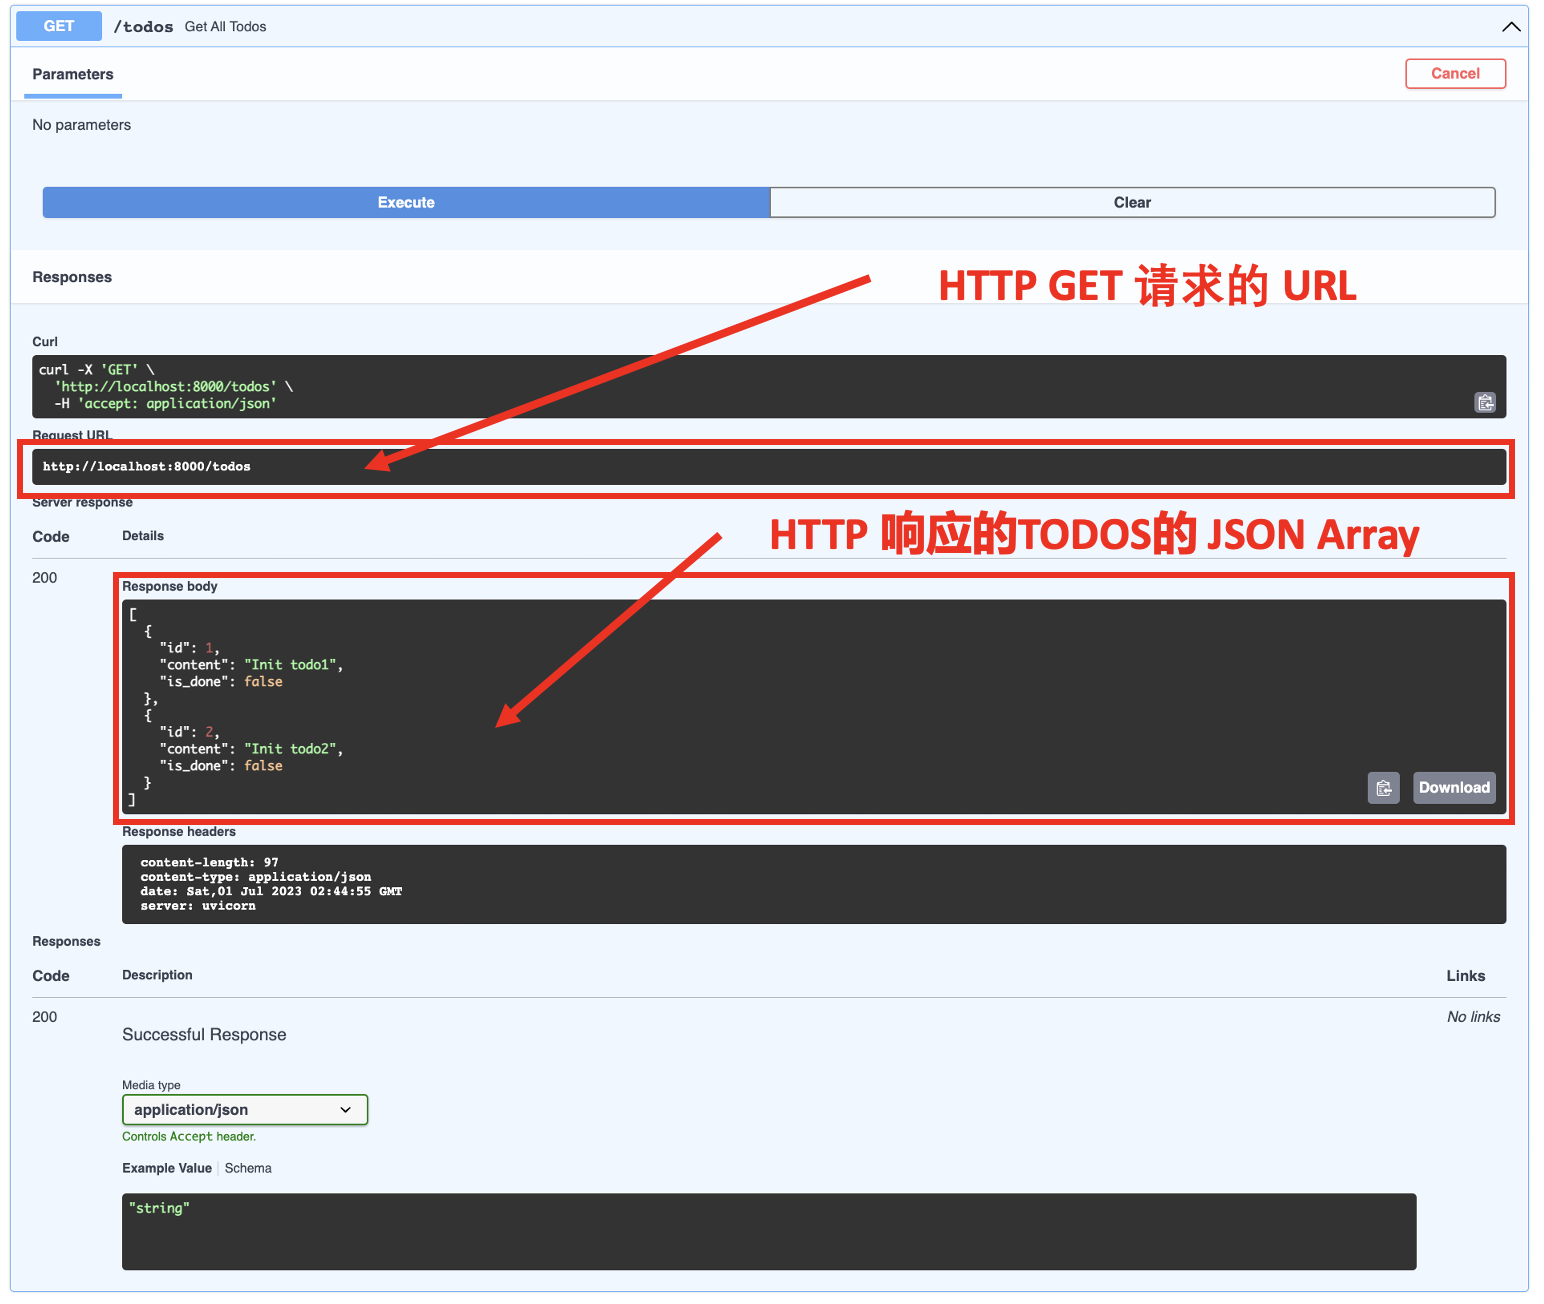 GET /todos Get All Todos
Parameters
Cancel
No parameters
Execute
Clear
Responses
HTTP GET 请求的 URL
Curl
curl -X 'GET' \
'http://localhost:8000/todos' \
-H 'accept: application/json'
Request URL
http://localhost:8000/todos
Server response
HTTP 响应的TODOS的 JSON Array
Code Details
200
Response body
[
{
"id": 1,
"content": "Init todo1",
"is_done": false
},
{
"id": 2,
"content": "Init todo2",
"is_done": false
}
]
Download
Response headers
content-length: 97
content-type: application/json
date: Sat,01 Jul 2023 02:44:55 GMT
server: uvicorn
Responses
Code Description Links
200
No links
Successful Response
Media type
application/json
Controls Accept header.
Example Value Schema
"string"